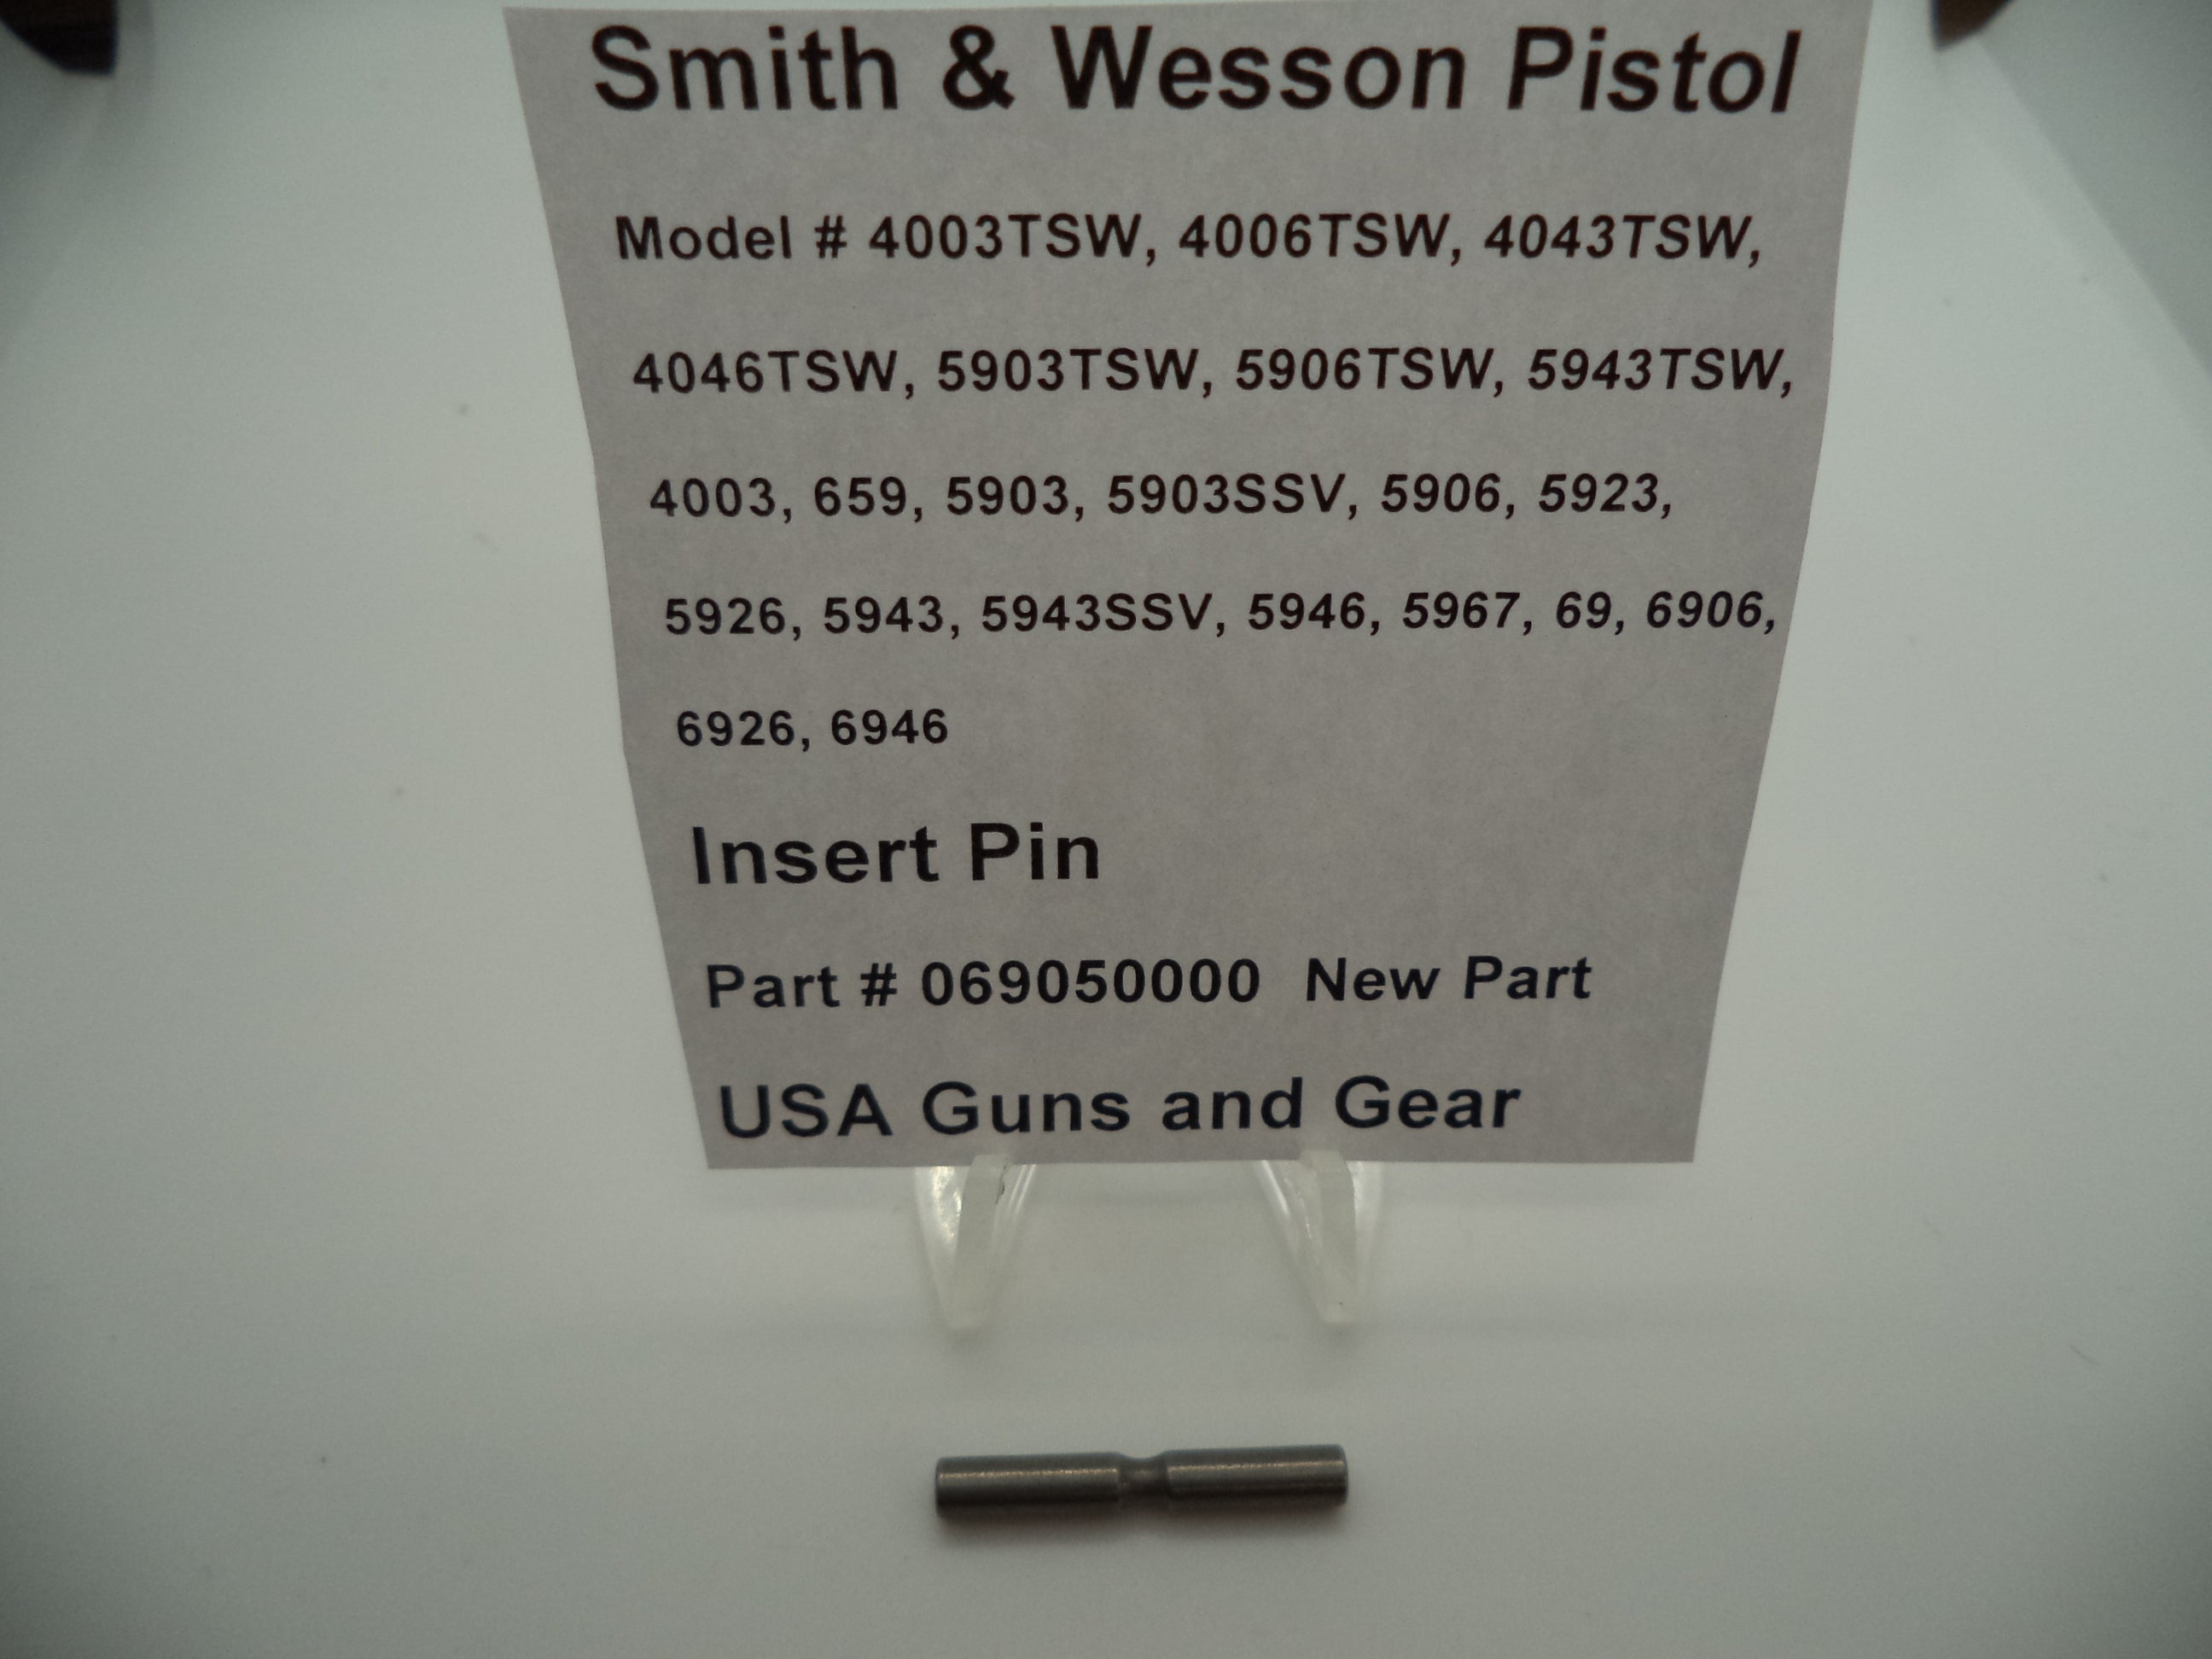 Smith & Wesson Pistol
Model # 4003TSW, 4006TSW, 4043TSW,
4046TSW, 5903TSW, 5906TSW, 5943TSW,
4003, 659, 5903, 5903SSV, 5906, 5923,
5926, 5943, 5943SSV, 5946, 5967, 69, 6906,
6926, 6946
Insert Pin
Part # 069050000 New Part
USA Guns and Gear